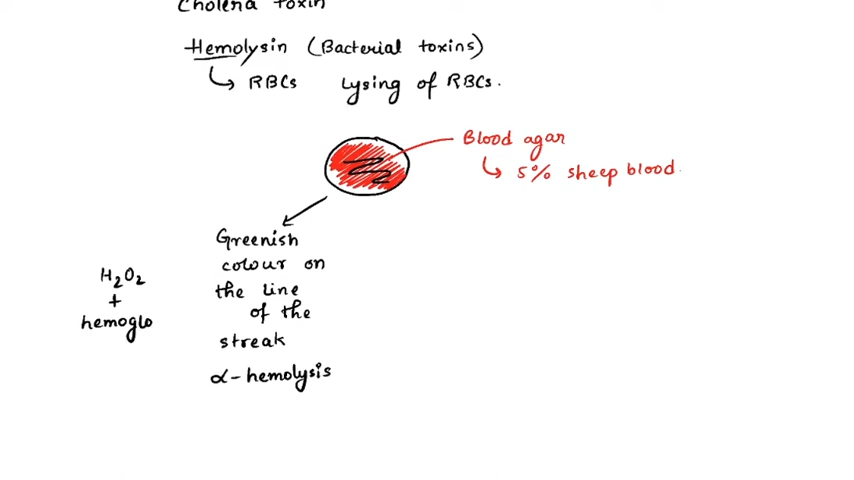 Cholera toxin
Hemolysin (Bacterial toxins)
RBCs Lysing of RBCs.
Blood agar
5% sheep blood.
Greenish
colour on
the line
of the
streak
α-hemolysis
H2O2
+
hemoglo